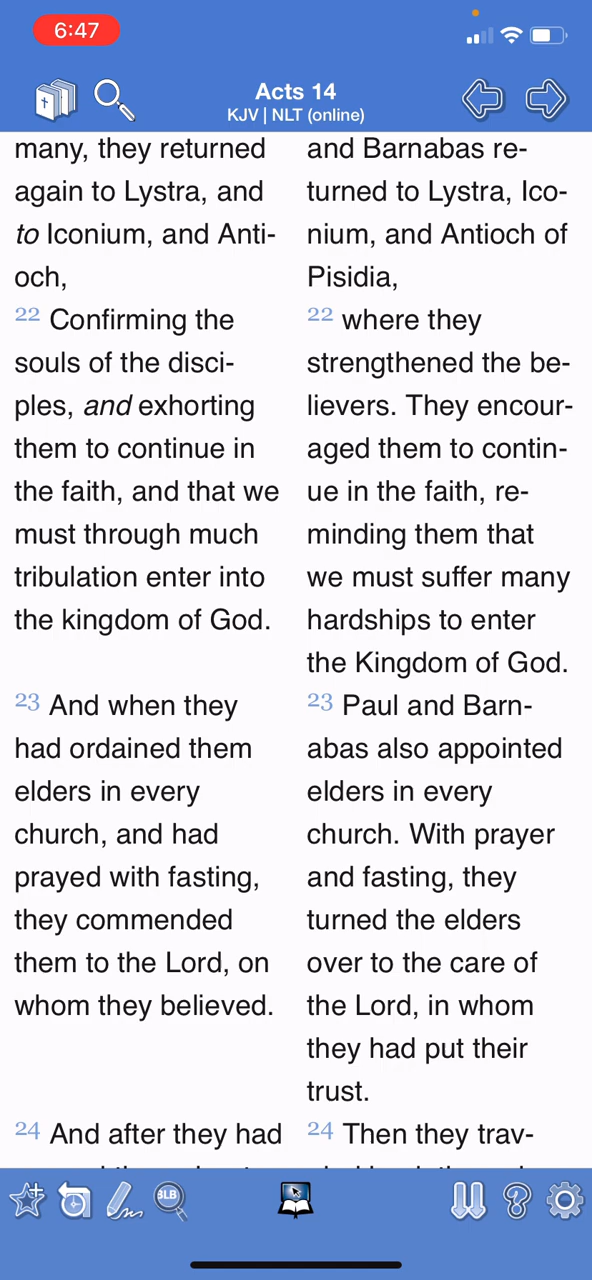 6:47
Acts 14
KJV | NLT (online)
many, they returned
again to Lystra, and
to Iconium, and Anti-
och,
22 Confirming the
souls of the disci-
ples, and exhorting
them to continue in
the faith, and that we
must through much
tribulation enter into
the kingdom of God.
23 And when they
had ordained them
elders in every
church, and had
prayed with fasting,
they commended
them to the Lord, on
whom they believed.
24 And after they had
and Barnabas re-
turned to Lystra, Ico-
nium, and Antioch of
Pisidia,
22 where they
strengthened the be-
lievers. They encour-
aged them to contin-
ue in the faith, re-
minding them that
we must suffer many
hardships to enter
the Kingdom of God.
23 Paul and Barn-
abas also appointed
elders in every
church. With prayer
and fasting, they
turned the elders
over to the care of
the Lord, in whom
they had put their
trust.
24 Then they trav-
BLB